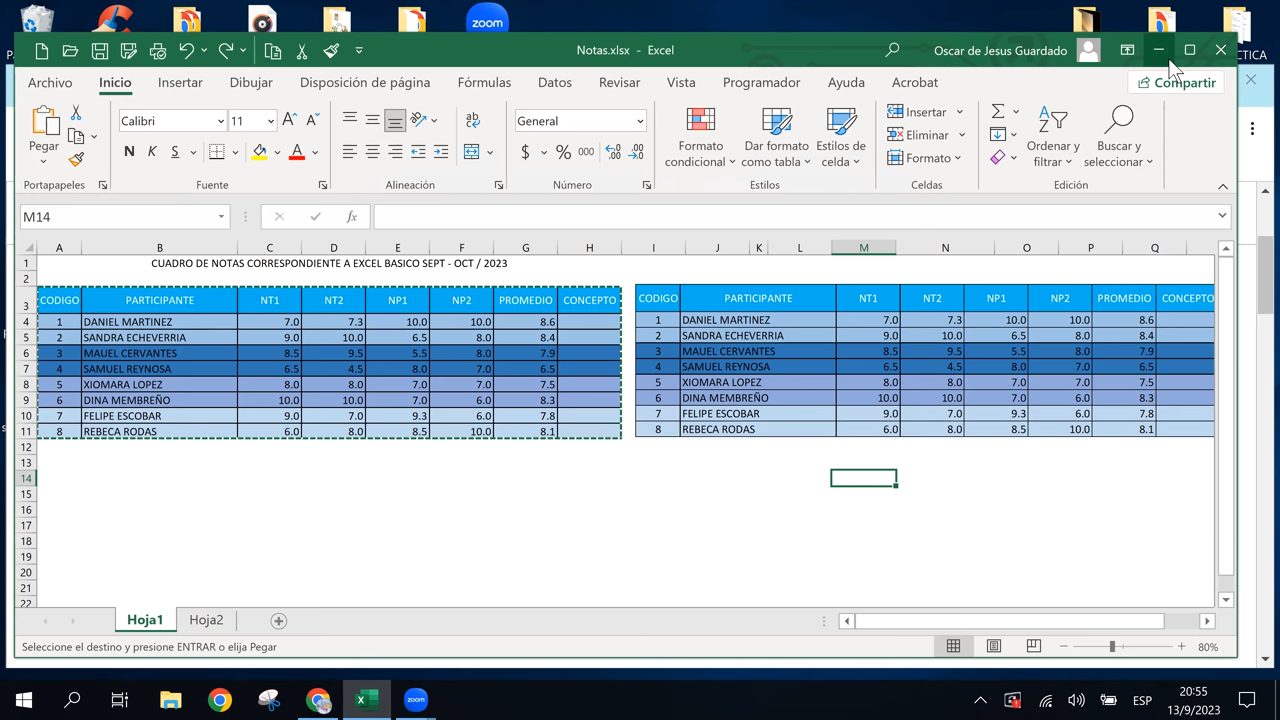 zoom
CTICA
Notas.xlsx - Excel
Oscar de Jesus Guardado
Archivo Inicio Insertar Dibujar Disposición de página Fórmulas Datos Revisar Vista Programador Ayuda Acrobat Compartir
Pegar
Calibri 11
N K S
General
$ % 000
Formato condicional
Dar formato como tabla
Estilos de celda
Insertar
Eliminar
Formato
Ordenar y filtrar
Buscar y seleccionar
Portapapeles Fuente Alineación Número Estilos Celdas Edición
M14 fx
A B C D E F G H I J K L M N O P Q
1 CUADRO DE NOTAS CORRESPONDIENTE A EXCEL BASICO SEPT - OCT / 2023
2
3 CODIGO PARTICIPANTE NT1 NT2 NP1 NP2 PROMEDIO CONCEPTO CODIGO PARTICIPANTE NT1 NT2 NP1 NP2 PROMEDIO CONCEPTO
4 1 DANIEL MARTINEZ 7.0 7.3 10.0 10.0 8.6 1 DANIEL MARTINEZ 7.0 7.3 10.0 10.0 8.6
5 2 SANDRA ECHEVERRIA 9.0 10.0 6.5 8.0 8.4 2 SANDRA ECHEVERRIA 9.0 10.0 6.5 8.0 8.4
6 3 MAUEL CERVANTES 8.5 9.5 5.5 8.0 7.9 3 MAUEL CERVANTES 8.5 9.5 5.5 8.0 7.9
7 4 SAMUEL REYNOSA 6.5 4.5 8.0 7.0 6.5 4 SAMUEL REYNOSA 6.5 4.5 8.0 7.0 6.5
8 5 XIOMARA LOPEZ 8.0 8.0 7.0 7.0 7.5 5 XIOMARA LOPEZ 8.0 8.0 7.0 7.0 7.5
9 6 DINA MEMBREÑO 10.0 10.0 7.0 6.0 8.3 6 DINA MEMBREÑO 10.0 10.0 7.0 6.0 8.3
10 7 FELIPE ESCOBAR 9.0 7.0 9.3 6.0 7.8 7 FELIPE ESCOBAR 9.0 7.0 9.3 6.0 7.8
11 8 REBECA RODAS 6.0 8.0 8.5 10.0 8.1 8 REBECA RODAS 6.0 8.0 8.5 10.0 8.1
12
13
14
15
16
17
18
19
20
21
22
Hoja1 Hoja2
Seleccione el destino y presione ENTRAR o elija Pegar
80%
zoom
ESP
20:55
13/9/2023